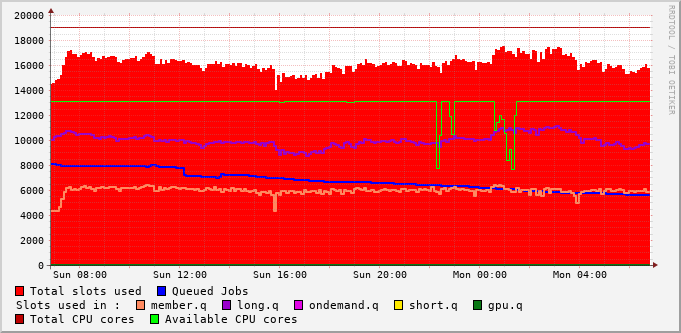 20000
18000
16000
14000
12000
10000
8000
6000
4000
2000
0
Sun 08:00 Sun 12:00 Sun 16:00 Sun 20:00 Mon 00:00 Mon 04:00
Total slots used Queued Jobs
Slots used in : member.q long.q ondemand.q short.q gpu.q
Total CPU cores Available CPU cores
RRDTOOL / TOBI OETIKER